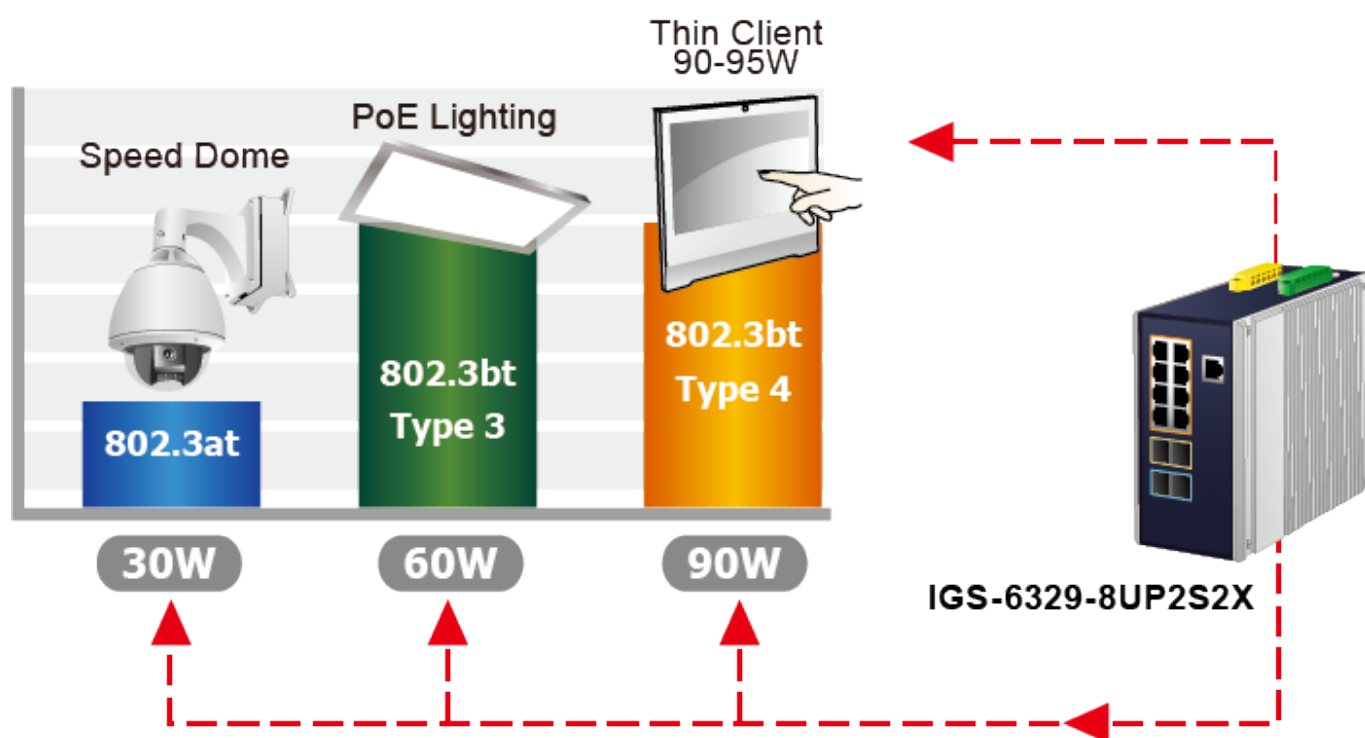 Thin Client
90-95W
PoE Lighting
Speed Dome
802.3at
802.3bt
Type 3
802.3bt
Type 4
30W
60W
90W
IGS-6329-8UP2S2X